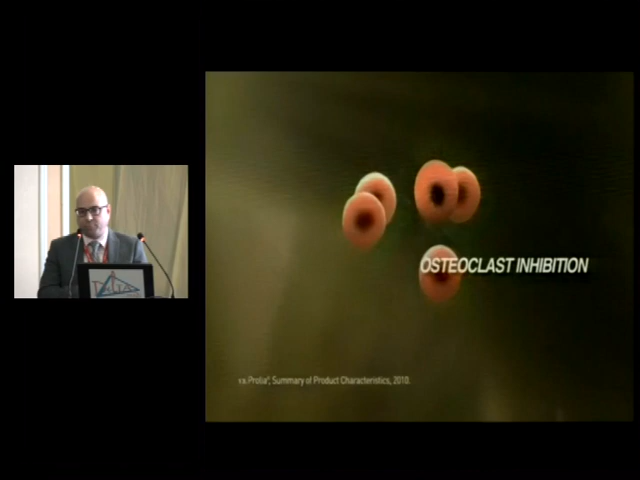 OSTEOCLAST INHIBITION
v.s. Prolia®, Summary of Product Characteristics, 2010.